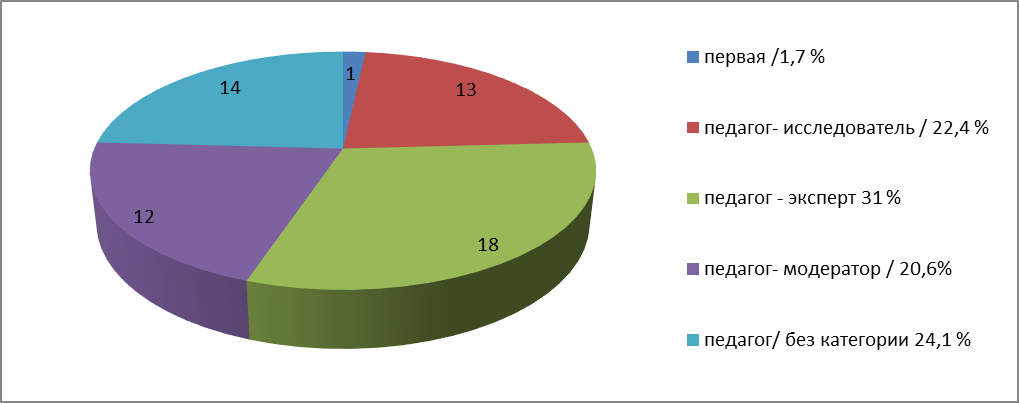 1
13
18
12
14
первая /1,7 %
педагог- исследователь / 22,4 %
педагог - эксперт 31 %
педагог- модератор / 20,6%
педагог/ без категории 24,1 %